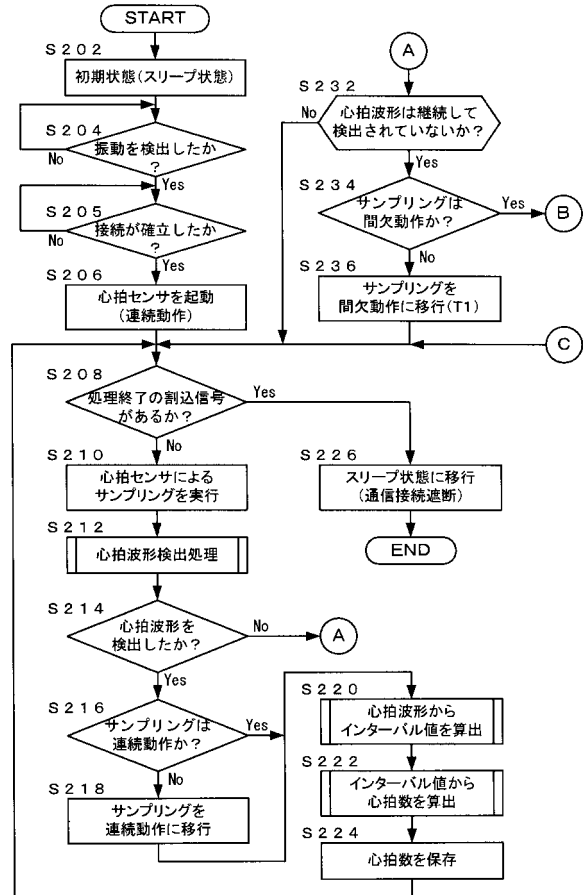 START
S202
初期状態(スリープ状態)
S204
振動を検出したか
?
No
Yes
S205
接続が確立したか
?
No
Yes
S206
心拍センサを起動
(連続動作)
A
S232
No
心拍波形は継続して
検出されていないか?
Yes
S234
サンプリングは
間欠動作か?
Yes
B
No
S236
サンプリングを
間欠動作に移行(T1)
C
S208
処理終了の割込信号
があるか?
Yes
No
S210
心拍センサによる
サンプリングを実行
S226
スリープ状態に移行
(通信接続遮断)
END
S212
心拍波形検出処理
S214
心拍波形を
検出したか?
No
A
Yes
S216
サンプリングは
連続動作か?
Yes
No
S218
サンプリングを
連続動作に移行
S220
心拍波形から
インターバル値を算出
S222
インターバル値から
心拍数を算出
S224
心拍数を保存